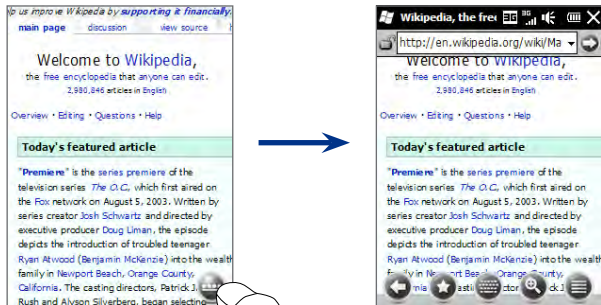 lp us improve Wikipedia by supporting it financially.
main page discussion view source
Welcome to Wikipedia,
the free encyclopedia that anyone can edit.
2,980,846 articles in English
Overview · Editing · Questions · Help
Today's featured article
"Premiere" is the series premiere of the
television series The O.C., which first aired on
the Fox network on August 5, 2003. Written by
series creator Josh Schwartz and directed by
executive producer Doug Liman, the episode
depicts the introduction of troubled teenager
Ryan Atwood (Benjamin McKenzie) into the wealth
family in Newport Beach, Orange County,
California. The casting directors, Patrick J.
Rush and Alyson Silverberg, began selecting
Wikipedia, the free
http://en.wikipedia.org/wiki/Ma
Welcome to Wikipedia,
the free encyclopedia that anyone can edit.
2,980,846 articles in English
Overview · Editing · Questions · Help
Today's featured article
"Premiere" is the series premiere of the
television series The O.C., which first aired on
the Fox network on August 5, 2003. Written by
series creator Josh Schwartz and directed by
executive producer Doug Liman, the episode
depicts the introduction of troubled teenager
Ryan Atwood (Benjamin McKenzie) into the wealth
family in Newport Beach, Orange County,